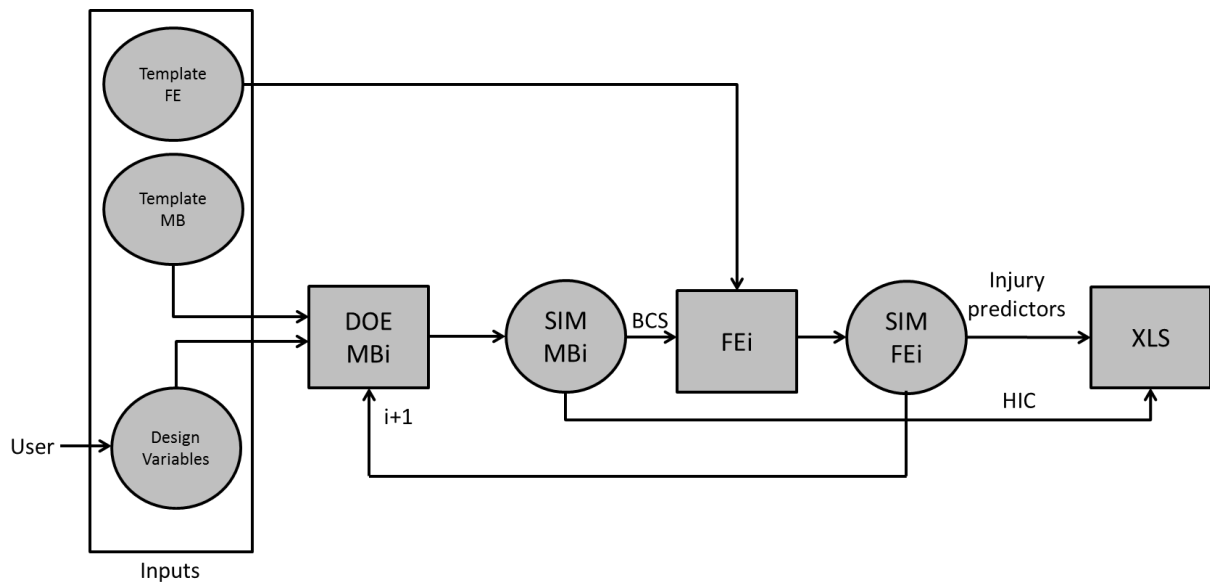 Template
FE
Template
MB
User
Design
Variables
Inputs
DOE
MBi
i+1
SIM
MBi
BCS
FEi
SIM
FEi
Injury
predictors
HIC
XLS